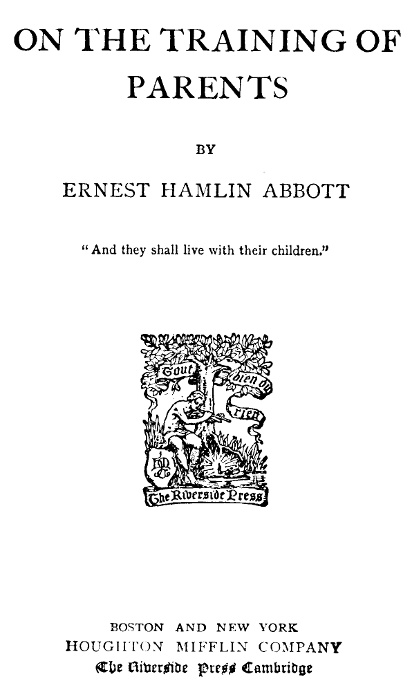 ON THE TRAINING OF
PARENTS
BY
ERNEST HAMLIN ABBOTT
“And they shall live with their children.”
Tout
bien ou
rien
The Riverside Press
BOSTON AND NEW YORK
HOUGHTON MIFFLIN COMPANY
The Riverside Press Cambridge